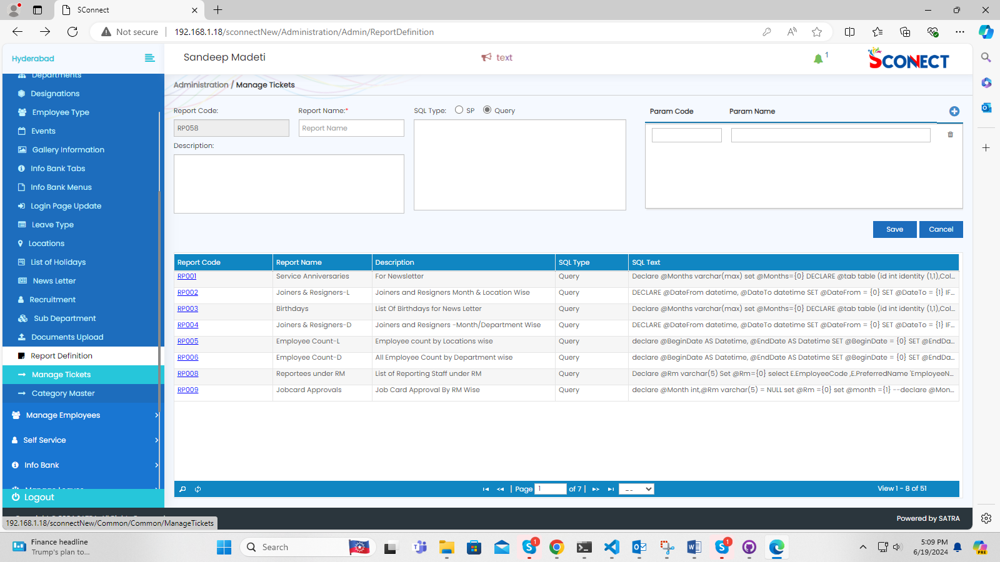 SConnect
Not secure
192.168.1.18/sconnectNew/Administration/Admin/ReportDefinition
Hyderabad
Sandeep Madeti
text
1
SCONNECT
Departments
Designations
Employee Type
Events
Gallery Information
Info Bank Tabs
Info Bank Menus
Login Page Update
Leave Type
Locations
List of Holidays
News Letter
Recruitment
Sub Department
Documents Upload
Report Definition
Manage Tickets
Category Master
Manage Employees
Self Service
Info Bank
Manage Leaves
Logout
Administration / Manage Tickets
Report Code:
RP058
Report Name:*
Report Name
Description:
SQL Type:
SP
Query
Param Code
Param Name
Save
Cancel
Report Code Report Name Description SQL Type SQL Text
RP001 Service Anniversaries For Newsletter Query Declare @Months varchar(max) set @Months={0} DECLARE @tab table (id int identity (1,1),Col...
RP002 Joiners & Resigners-L Joiners and Resigners Month & Location Wise Query DECLARE @DateFrom datetime, @DateTo datetime SET @DateFrom = {0} SET @DateTo = {1} IF...
RP003 Birthdays List Of Birthdays for News Letter Query Declare @Months varchar(max) set @Months={0} DECLARE @tab table (id int identity (1,1),Col...
RP004 Joiners & Resigners-D Joiners and Resigners -Month/Department Wise Query DECLARE @DateFrom datetime, @DateTo datetime SET @DateFrom = {0} SET @DateTo = {1} IF...
RP005 Employee Count-L Employee count by Locations wise Query declare @BeginDate AS Datetime, @EndDate AS Datetime SET @BeginDate = {0} SET @EndDa...
RP006 Employee Count-D All Employee Count by Department wise Query declare @BeginDate AS Datetime, @EndDate AS Datetime SET @BeginDate = {0} SET @EndDa...
RP008 Reportees under RM List of Reporting Staff under RM Query Declare @Rm varchar(5) Set @Rm={0} select E.EmployeeCode ,E.PreferredName 'EmployeeN...
RP009 Jobcard Approvals Job Card Approval By RM Wise Query declare @Month int,@Rm varchar(5) = NULL set @Rm ={0} set @month ={1} --declare @Mon...
Page 1 of 7
View 1 - 8 of 51
Powered by SATRA
192.168.1.18/sconnectNew/Common/Common/ManageTickets
Finance headline
Trump's plan to...
Search
1
1
5:09 PM
6/19/2024
PRE